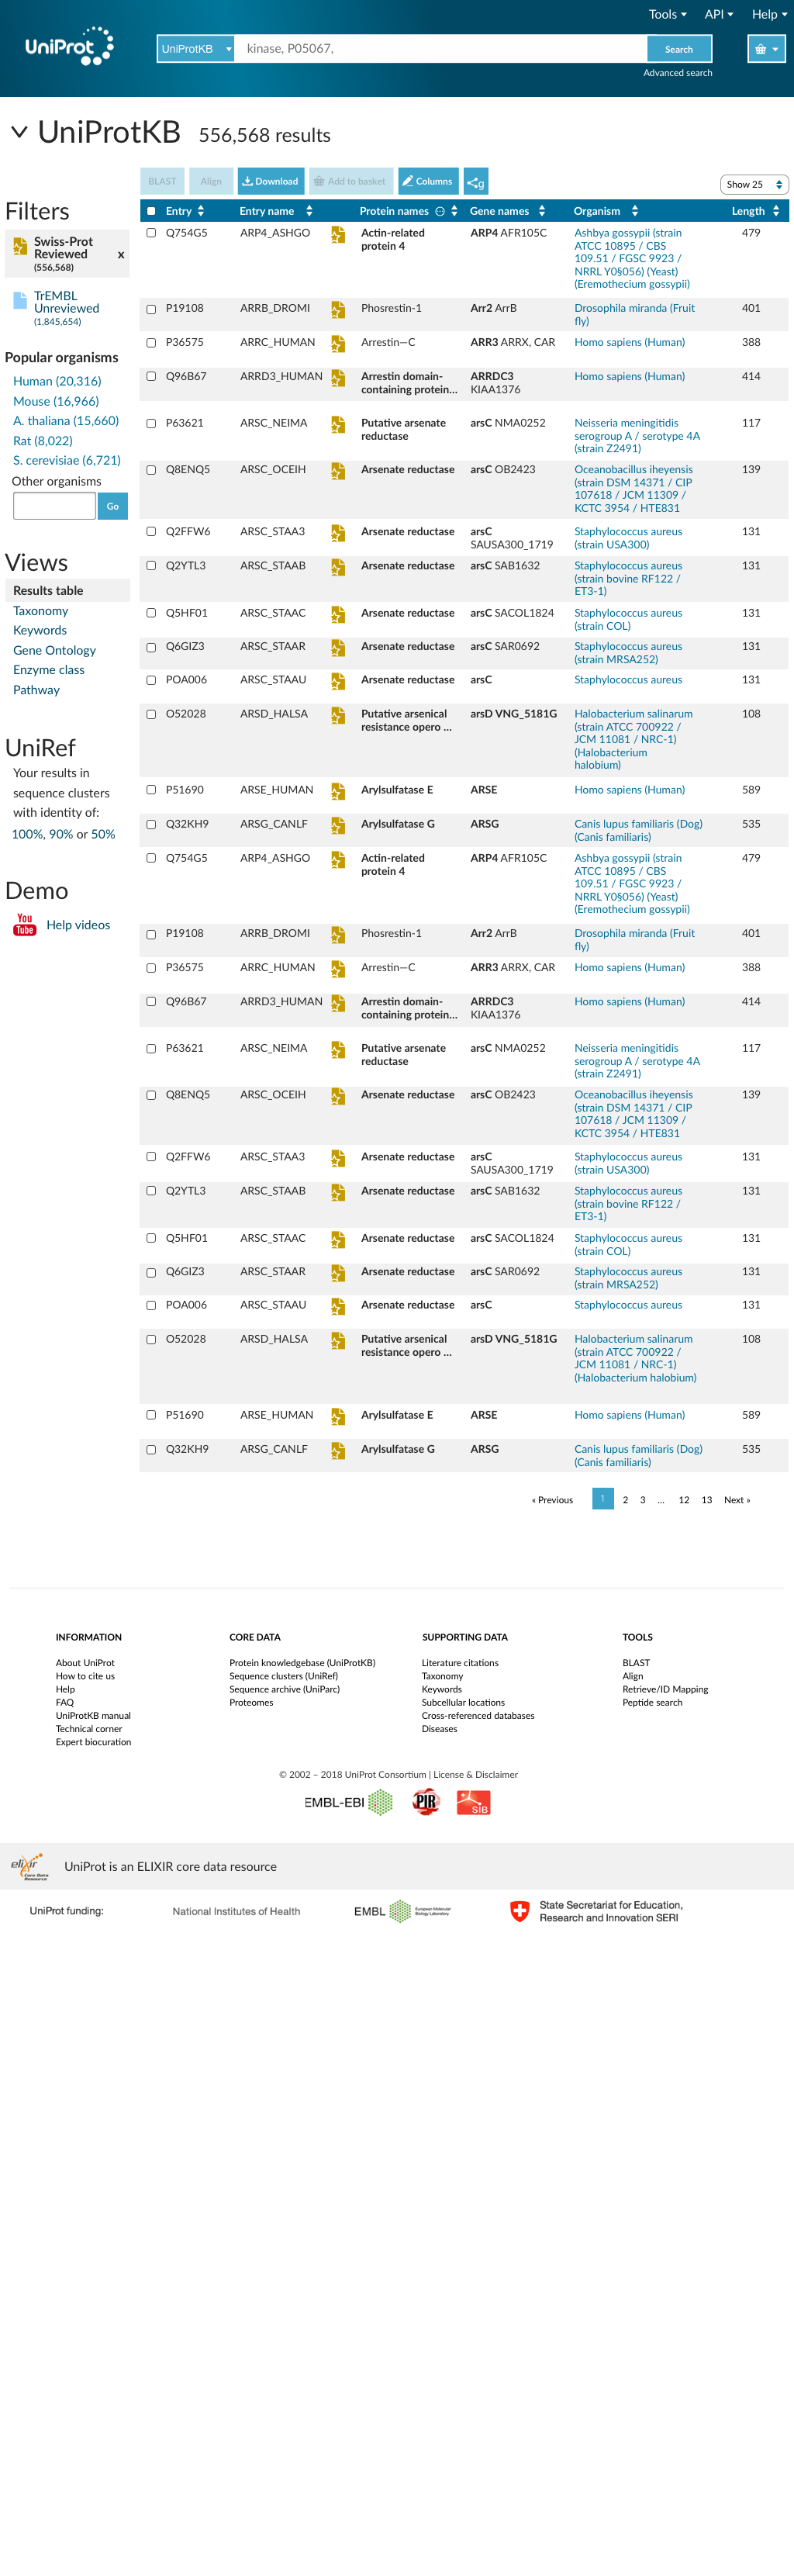 Tools API Help
UniProt
UniProtKB kinase, P05067, Search
Advanced search
UniProtKB 556,568 results
BLAST Align Download Add to basket Columns Show 25
Filters
Swiss-Prot
Reviewed x
(556,568)
TrEMBL
Unreviewed
(1,845,654)
Popular organisms
Human (20,316)
Mouse (16,966)
A. thaliana (15,660)
Rat (8,022)
S. cerevisiae (6,721)
Other organisms
Go
Views
Results table
Taxonomy
Keywords
Gene Ontology
Enzyme class
Pathway
UniRef
Your results in
sequence clusters
with identity of:
100%, 90% or 50%
Demo
You Tube Help videos
Entry Entry name Protein names Gene names Organism Length
Q754G5 ARP4_ASHGO Actin-related ARP4 AFR105C Ashbya gossypii (strain 479
protein 4 ATCC 10895 / CBS
109.51 / FGSC 9923 /
NRRL Y0§056) (Yeast)
(Eremothecium gossypii)
P19108 ARRB_DROMI Phosrestin-1 Arr2 ArrB Drosophila miranda (Fruit 401
fly)
P36575 ARRC_HUMAN Arrestin—C ARR3 ARRX, CAR Homo sapiens (Human) 388
Q96B67 ARRD3_HUMAN Arrestin domain- ARRDC3 Homo sapiens (Human) 414
containing protein... KIAA1376
P63621 ARSC_NEIMA Putative arsenate arsC NMA0252 Neisseria meningitidis 117
reductase serogroup A / serotype 4A
(strain Z2491)
Q8ENQ5 ARSC_OCEIH Arsenate reductase arsC OB2423 Oceanobacillus iheyensis 139
(strain DSM 14371 / CIP
107618 / JCM 11309 /
KCTC 3954 / HTE831
Q2FFW6 ARSC_STAA3 Arsenate reductase arsC Staphylococcus aureus 131
SAUSA300_1719 (strain USA300)
Q2YTL3 ARSC_STAAB Arsenate reductase arsC SAB1632 Staphylococcus aureus 131
(strain bovine RF122 /
ET3-1)
Q5HF01 ARSC_STAAC Arsenate reductase arsC SACOL1824 Staphylococcus aureus 131
(strain COL)
Q6GIZ3 ARSC_STAAR Arsenate reductase arsC SAR0692 Staphylococcus aureus 131
(strain MRSA252)
POA006 ARSC_STAAU Arsenate reductase arsC Staphylococcus aureus 131
O52028 ARSD_HALSA Putative arsenical arsD VNG_5181G Halobacterium salinarum 108
resistance opero ... (strain ATCC 700922 /
JCM 11081 / NRC-1)
(Halobacterium
halobium)
P51690 ARSE_HUMAN Arylsulfatase E ARSE Homo sapiens (Human) 589
Q32KH9 ARSG_CANLF Arylsulfatase G ARSG Canis lupus familiaris (Dog) 535
(Canis familiaris)
Q754G5 ARP4_ASHGO Actin-related ARP4 AFR105C Ashbya gossypii (strain 479
protein 4 ATCC 10895 / CBS
109.51 / FGSC 9923 /
NRRL Y0§056) (Yeast)
(Eremothecium gossypii)
P19108 ARRB_DROMI Phosrestin-1 Arr2 ArrB Drosophila miranda (Fruit 401
fly)
P36575 ARRC_HUMAN Arrestin—C ARR3 ARRX, CAR Homo sapiens (Human) 388
Q96B67 ARRD3_HUMAN Arrestin domain- ARRDC3 Homo sapiens (Human) 414
containing protein... KIAA1376
P63621 ARSC_NEIMA Putative arsenate arsC NMA0252 Neisseria meningitidis 117
reductase serogroup A / serotype 4A
(strain Z2491)
Q8ENQ5 ARSC_OCEIH Arsenate reductase arsC OB2423 Oceanobacillus iheyensis 139
(strain DSM 14371 / CIP
107618 / JCM 11309 /
KCTC 3954 / HTE831
Q2FFW6 ARSC_STAA3 Arsenate reductase arsC Staphylococcus aureus 131
SAUSA300_1719 (strain USA300)
Q2YTL3 ARSC_STAAB Arsenate reductase arsC SAB1632 Staphylococcus aureus 131
(strain bovine RF122 /
ET3-1)
Q5HF01 ARSC_STAAC Arsenate reductase arsC SACOL1824 Staphylococcus aureus 131
(strain COL)
Q6GIZ3 ARSC_STAAR Arsenate reductase arsC SAR0692 Staphylococcus aureus 131
(strain MRSA252)
POA006 ARSC_STAAU Arsenate reductase arsC Staphylococcus aureus 131
O52028 ARSD_HALSA Putative arsenical arsD VNG_5181G Halobacterium salinarum 108
resistance opero ... (strain ATCC 700922 /
JCM 11081 / NRC-1)
(Halobacterium halobium)
P51690 ARSE_HUMAN Arylsulfatase E ARSE Homo sapiens (Human) 589
Q32KH9 ARSG_CANLF Arylsulfatase G ARSG Canis lupus familiaris (Dog) 535
(Canis familiaris)
« Previous 1 2 3 ... 12 13 Next »
INFORMATION
About UniProt
How to cite us
Help
FAQ
UniProtKB manual
Technical corner
Expert biocuration
CORE DATA
Protein knowledgebase (UniProtKB)
Sequence clusters (UniRef)
Sequence archive (UniParc)
Proteomes
SUPPORTING DATA
Literature citations
Taxonomy
Keywords
Subcellular locations
Cross-referenced databases
Diseases
TOOLS
BLAST
Align
Retrieve/ID Mapping
Peptide search
© 2002 – 2018 UniProt Consortium | License & Disclaimer
EMBL-EBI PIR SIB
elixir Core Data Resource UniProt is an ELIXIR core data resource
UniProt funding: National Institutes of Health EMBL European Molecular Biology Laboratory State Secretariat for Education,
Research and Innovation SERI